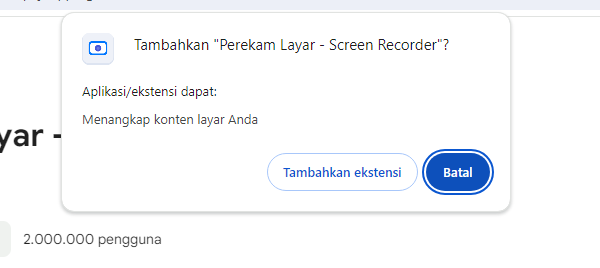 Tambahkan "Perekam Layar - Screen Recorder"?
Aplikasi/ekstensi dapat:
Menangkap konten layar Anda
yar -
Tambahkan ekstensi
Batal
2.000.000 pengguna